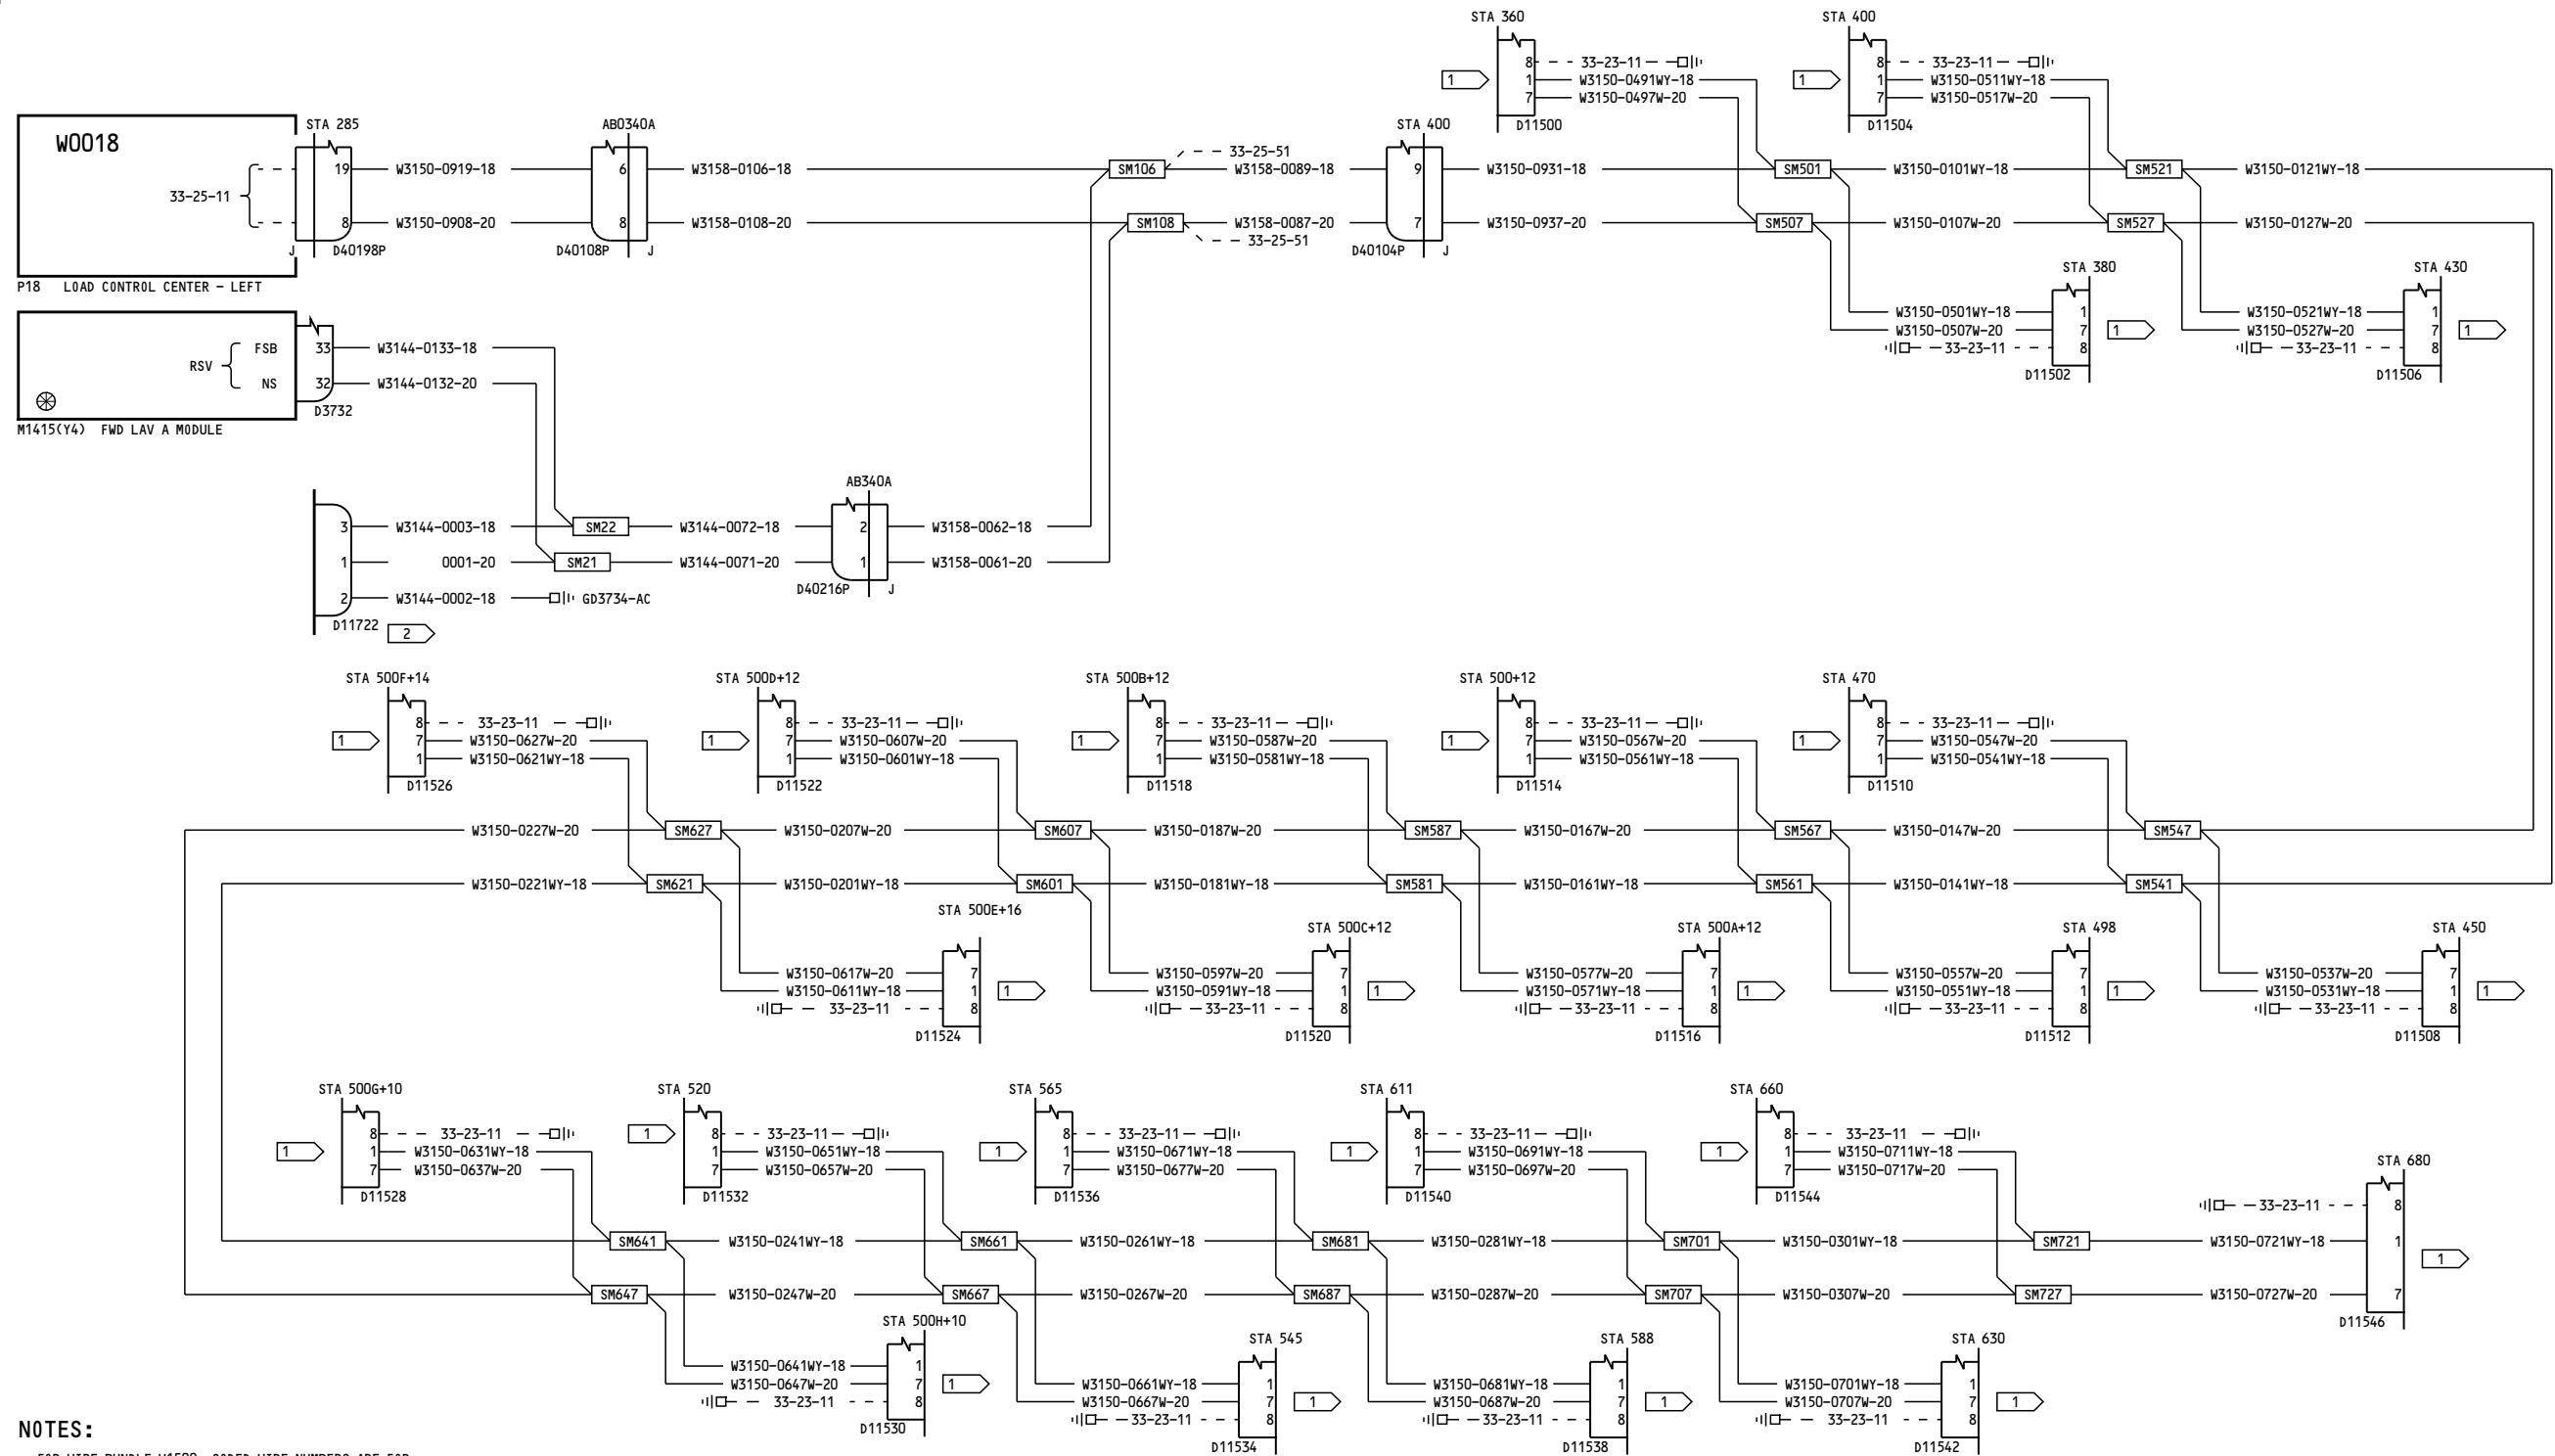 STA 360
8 33-23-11
1 W3150-0491WY-18
7 W3150-0497W-20
1
D11500
STA 400
8 33-23-11
1 W3150-0511WY-18
7 W3150-0517W-20
1
D11504
W0018
33-25-11
STA 285
19 W3150-0919-18
8 W3150-0908-20
J D40198P
P18 LOAD CONTROL CENTER - LEFT
AB0340A
6 W3158-0106-18
8 W3158-0108-20
D40108P J
SM106
33-25-51
W3158-0089-18
SM108
W3158-0087-20
33-25-51
STA 400
9 W3150-0931-18
7 W3150-0937-20
D40104P J
SM501 W3150-0101WY-18 SM521 W3150-0121WY-18
SM507 W3150-0107W-20 SM527 W3150-0127W-20
STA 380
W3150-0501WY-18 1
W3150-0507W-20 7
33-23-11 8
1
D11502
STA 430
W3150-0521WY-18 1
W3150-0527W-20 7
33-23-11 8
1
D11506
RSV
FSB 33 W3144-0133-18
NS 32 W3144-0132-20
D3732
M1415(Y4) FWD LAV A MODULE
3 W3144-0003-18 SM22 W3144-0072-18
1 0001-20 SM21 W3144-0071-20
2 W3144-0002-18 GD3734-AC
D11722 2
AB340A
2 W3158-0062-18
1 W3158-0061-20
D40216P J
STA 500F+14
8 33-23-11
7 W3150-0627W-20
1 W3150-0621WY-18
1
D11526
STA 500D+12
8 33-23-11
7 W3150-0607W-20
1 W3150-0601WY-18
1
D11522
STA 500B+12
8 33-23-11
7 W3150-0587W-20
1 W3150-0581WY-18
1
D11518
STA 500+12
8 33-23-11
7 W3150-0567W-20
1 W3150-0561WY-18
1
D11514
STA 470
8 33-23-11
7 W3150-0547W-20
1 W3150-0541WY-18
1
D11510
W3150-0227W-20 SM627 W3150-0207W-20 SM607 W3150-0187W-20 SM587 W3150-0167W-20 SM567 W3150-0147W-20 SM547
W3150-0221WY-18 SM621 W3150-0201WY-18 SM601 W3150-0181WY-18 SM581 W3150-0161WY-18 SM561 W3150-0141WY-18 SM541
STA 500E+16
W3150-0617W-20 7
W3150-0611WY-18 1
33-23-11 8
1
D11524
STA 500C+12
W3150-0597W-20 7
W3150-0591WY-18 1
33-23-11 8
1
D11520
STA 500A+12
W3150-0577W-20 7
W3150-0571WY-18 1
33-23-11 8
1
D11516
STA 498
W3150-0557W-20 7
W3150-0551WY-18 1
33-23-11 8
1
D11512
STA 450
W3150-0537W-20 7
W3150-0531WY-18 1
33-23-11 8
1
D11508
STA 500G+10
8 33-23-11
1 W3150-0631WY-18
7 W3150-0637W-20
1
D11528
STA 520
8 33-23-11
1 W3150-0651WY-18
7 W3150-0657W-20
1
D11532
STA 565
8 33-23-11
1 W3150-0671WY-18
7 W3150-0677W-20
1
D11536
STA 611
8 33-23-11
1 W3150-0691WY-18
7 W3150-0697W-20
1
D11540
STA 660
8 33-23-11
1 W3150-0711WY-18
7 W3150-0717W-20
1
D11544
STA 680
33-23-11 8
W3150-0721WY-18 1
W3150-0727W-20 7
1
D11546
SM641 W3150-0241WY-18 SM661 W3150-0261WY-18 SM681 W3150-0281WY-18 SM701 W3150-0301WY-18 SM721
SM647 W3150-0247W-20 SM667 W3150-0267W-20 SM687 W3150-0287W-20 SM707 W3150-0307W-20 SM727
STA 500H+10
W3150-0641WY-18 1
W3150-0647W-20 7
33-23-11 8
1
D11530
STA 545
W3150-0661WY-18 1
W3150-0667W-20 7
33-23-11 8
1
D11534
STA 588
W3150-0681WY-18 1
W3150-0687W-20 7
33-23-11 8
1
D11538
STA 630
W3150-0701WY-18 1
W3150-0707W-20 7
33-23-11 8
1
D11542
NOTES: